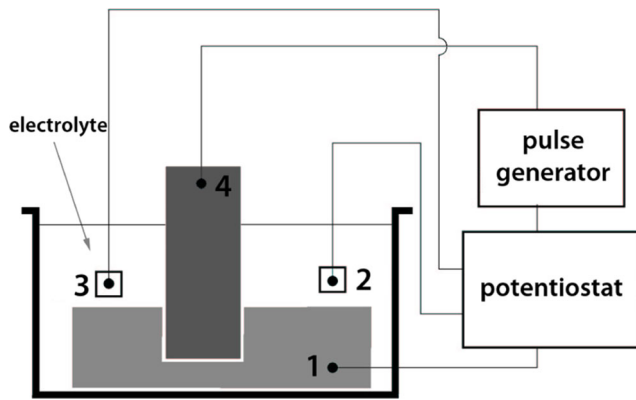 electrolyte
pulse
generator
4
3
2
potentiostat
1